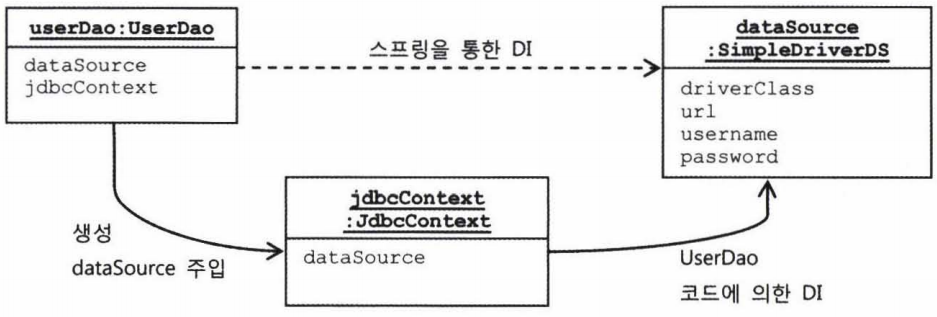 userDao:UserDao
dataSource
jdbcContext
스프링을 통한 DI
dataSource
:SimpleDriverDS
driverClass
url
username
password
생성
dataSource 주입
jdbcContext
:JdbcContext
dataSource
UserDao
코드에 의한 DI